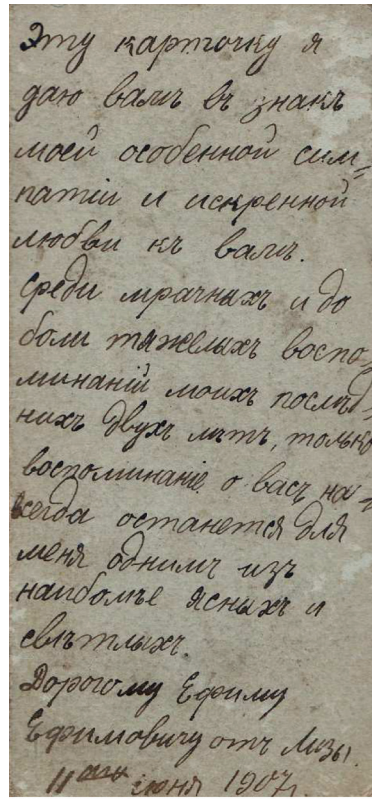 Эту карточку я
даю вамъ въ знакъ
моей особенной сим=
патіи и искренной
любви къ вамъ.
Среди мрачныхъ и до
боли тяжелыхъ воспо=
минаній моихъ послѣд=
нихъ двухъ лѣтъ, только
воспоминаніе о васъ на=
всегда останется для
меня однимъ изъ
наиболѣе ясныхъ и
свѣтлыхъ.
Дорогому Ефиму
Ефимовичу отъ Лизы.
11го іюня 1907г.